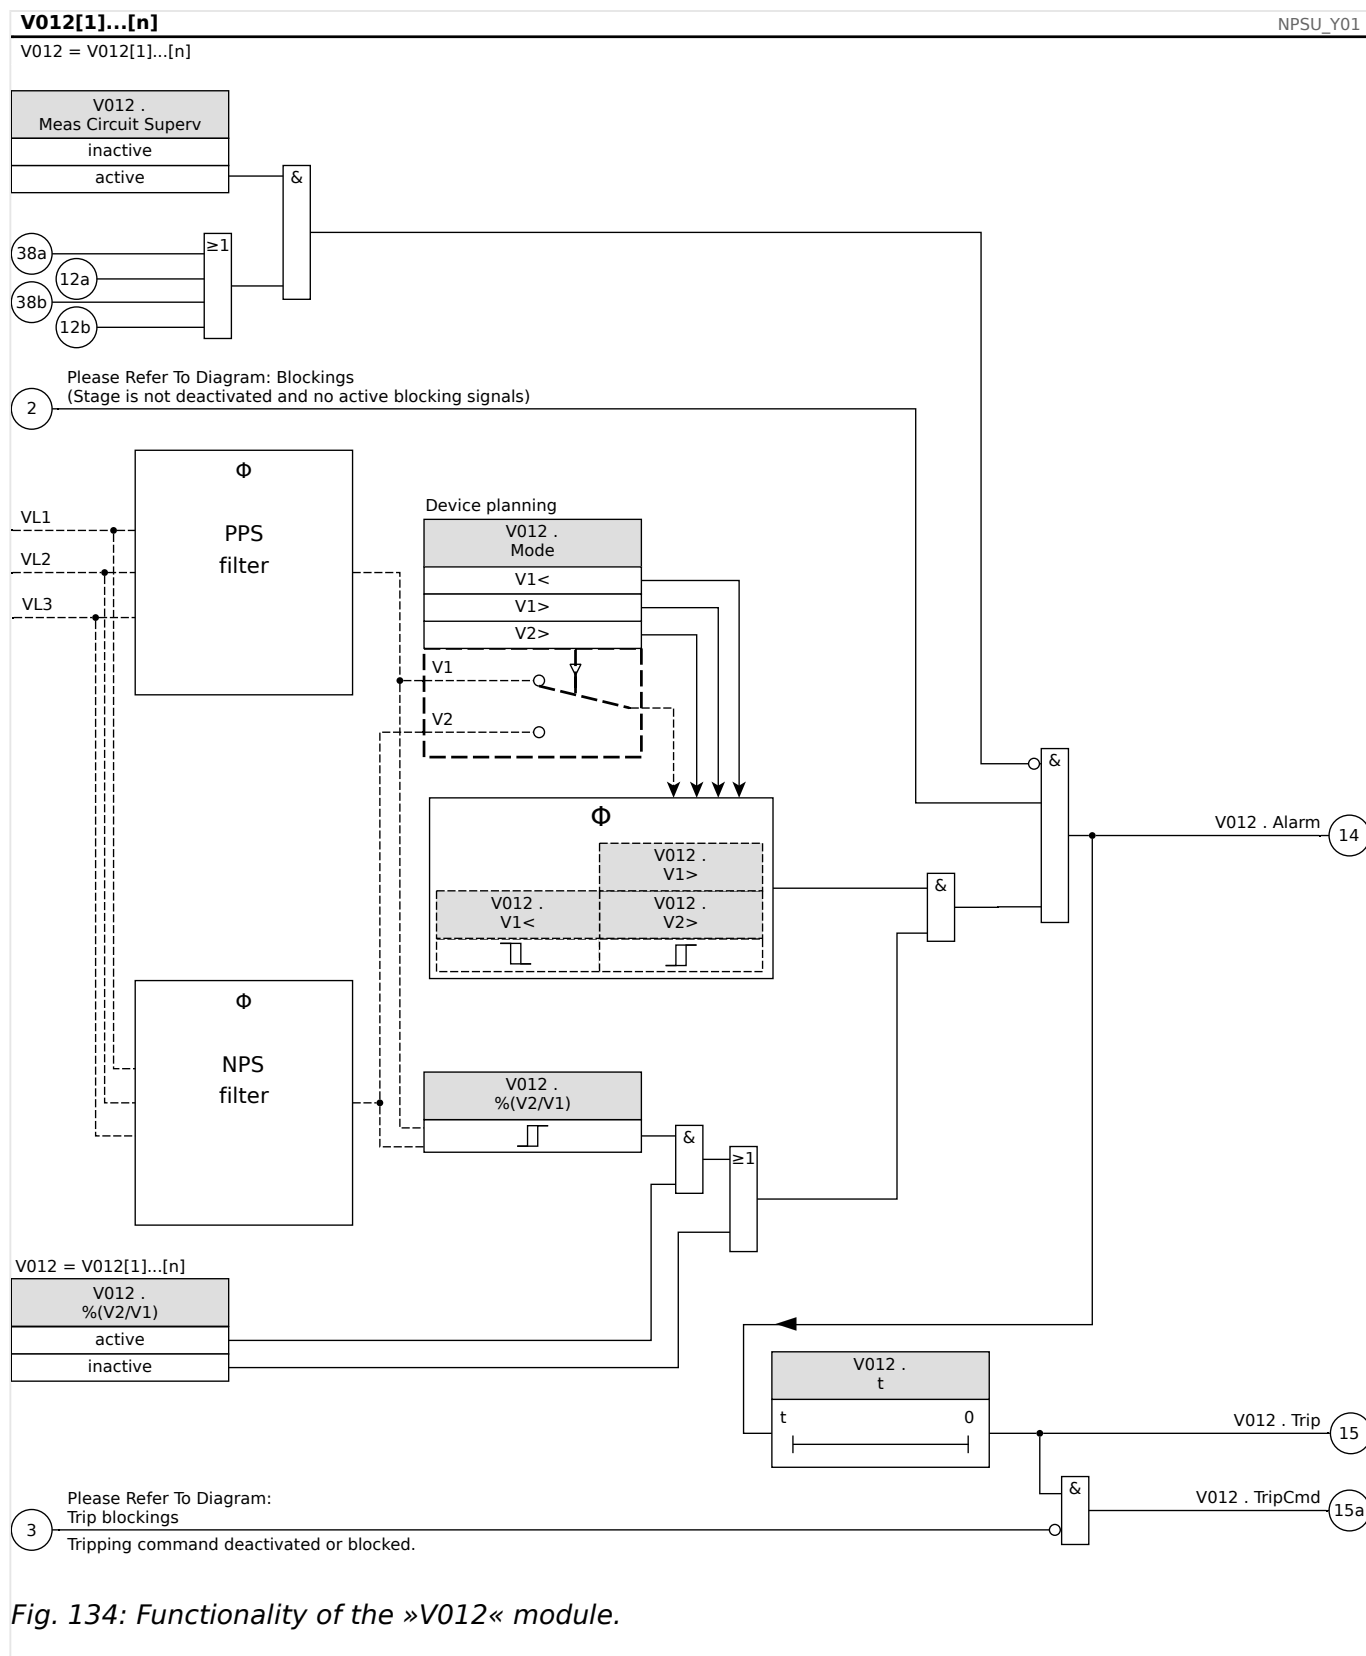 V012[1]...[n]
NPSU_Y01
V012 = V012[1]...[n]
V012 .
Meas Circuit Superv
inactive
active
&
38a
≥1
12a
38b
12b
Please Refer To Diagram: Blockings
(Stage is not deactivated and no active blocking signals)
2
Φ
PPS
filter
VL1
VL2
VL3
Device planning
V012 .
Mode
V1<
V1>
V2>
V1
V2
&
V012 . Alarm
14
Φ
V012 .
V1>
V012 .
V1<
V012 .
V2>
&
Φ
NPS
filter
V012 .
%(V2/V1)
&
≥1
V012 = V012[1]...[n]
V012 .
%(V2/V1)
active
inactive
V012 .
t
t
0
V012 . Trip
15
&
V012 . TripCmd
15a
Please Refer To Diagram:
Trip blockings
3
Tripping command deactivated or blocked.
Fig. 134: Functionality of the »V012« module.